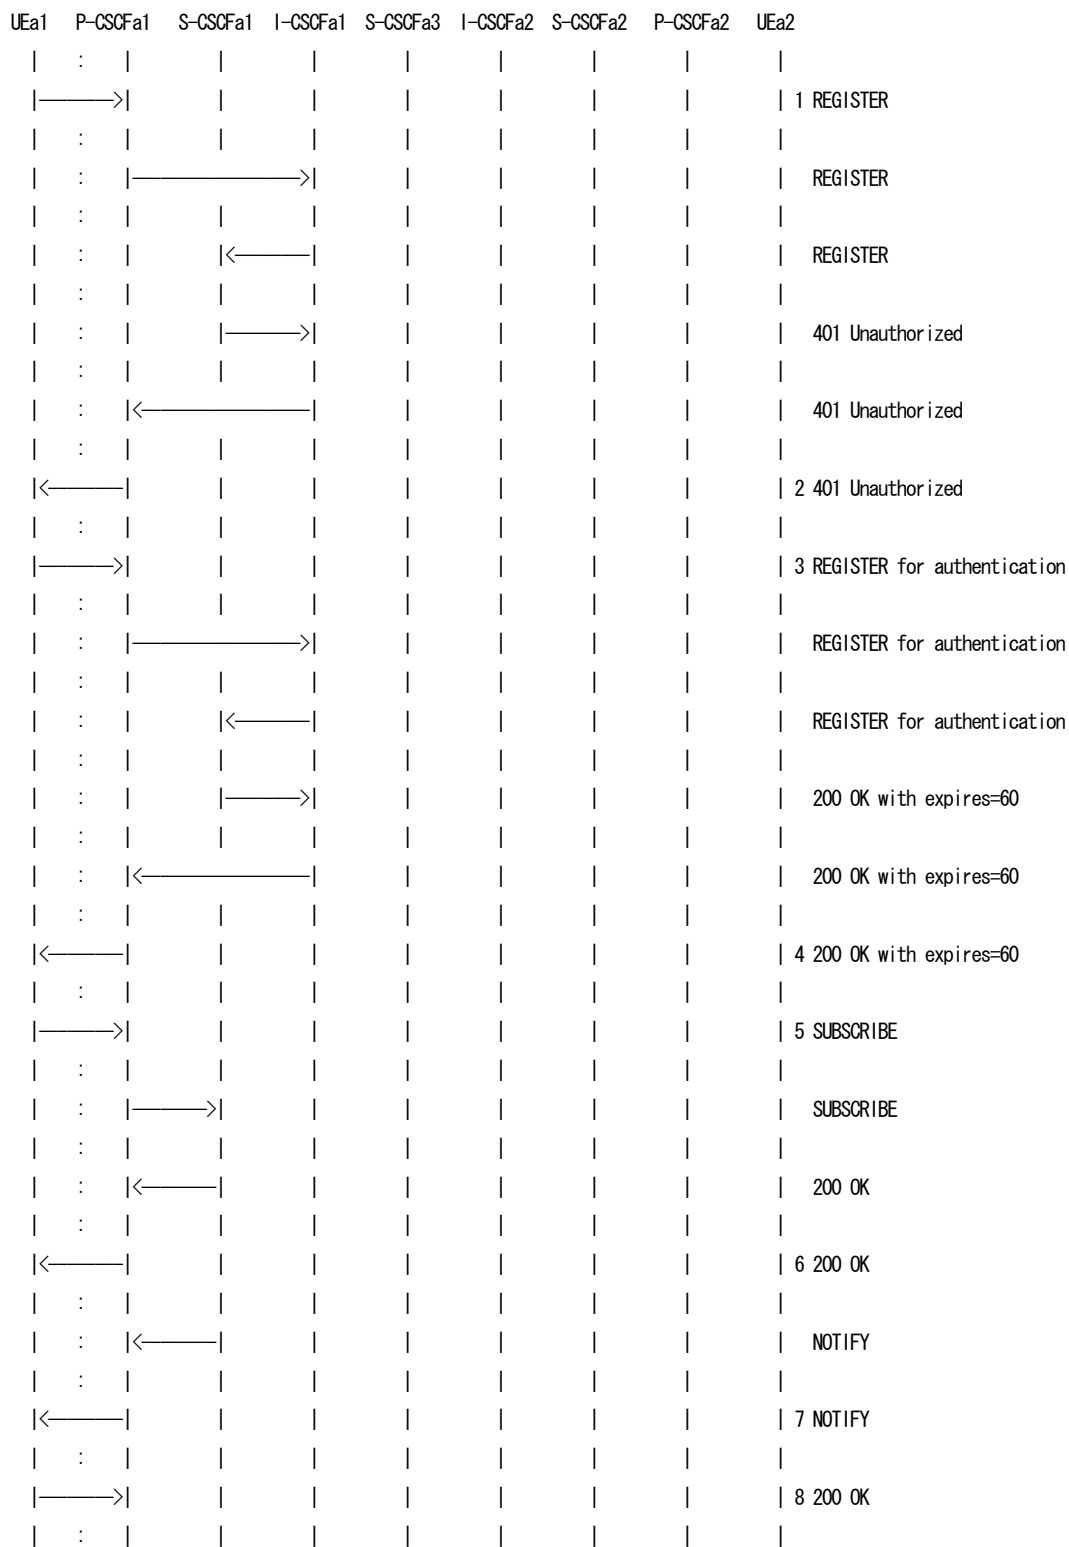 UEa1 P-CSCFa1 S-CSCFa1 I-CSCFa1 S-CSCFa3 I-CSCFa2 S-CSCFa2 P-CSCFa2 UEa2
1 REGISTER
REGISTER
REGISTER
401 Unauthorized
401 Unauthorized
2 401 Unauthorized
3 REGISTER for authentication
REGISTER for authentication
REGISTER for authentication
200 OK with expires=60
200 OK with expires=60
4 200 OK with expires=60
5 SUBSCRIBE
SUBSCRIBE
200 OK
6 200 OK
NOTIFY
7 NOTIFY
8 200 OK